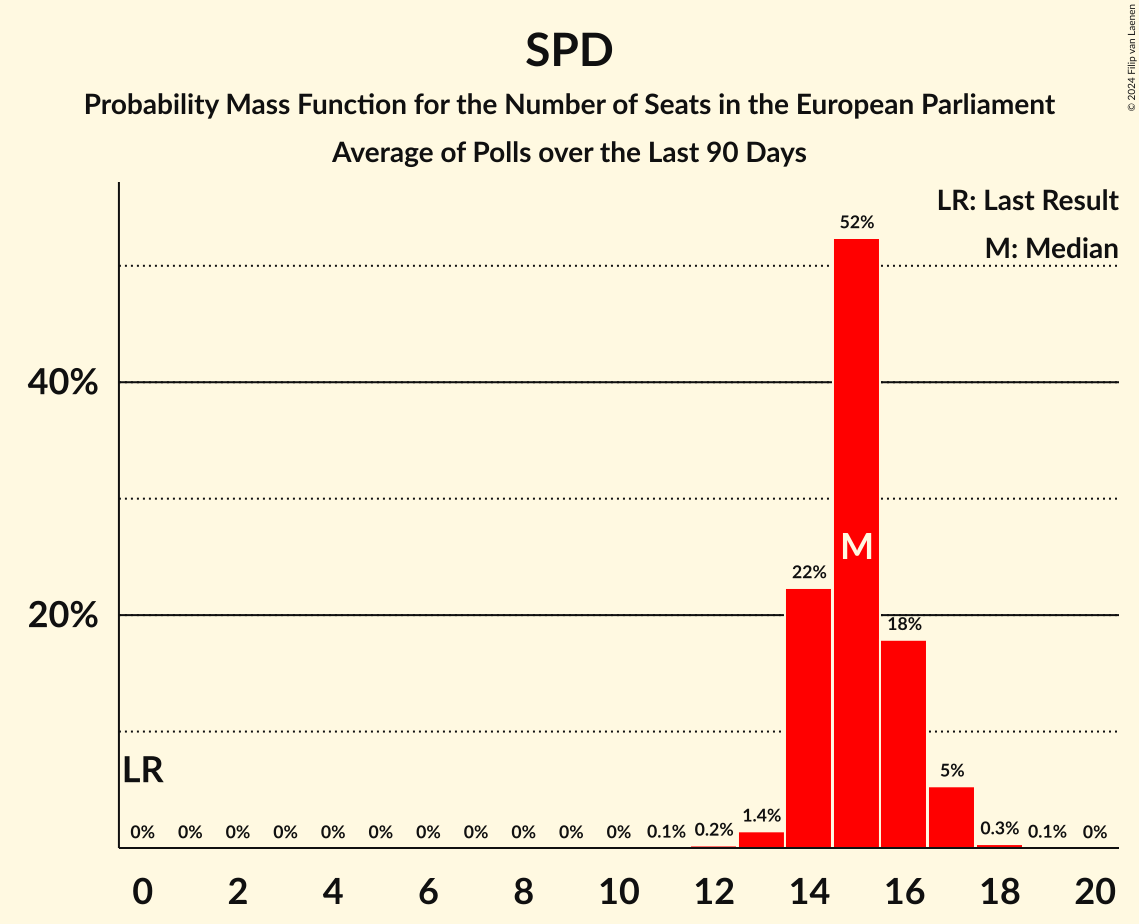 SPD
Probability Mass Function for the Number of Seats in the European Parliament
Average of Polls over the Last 90 Days
© 2024 Filip van Laenen
LR: Last Result
M: Median
52%
40%
M
22%
20%
18%
LR
5%
1.4%
0% 0% 0% 0% 0% 0% 0% 0% 0% 0% 0% 0.1% 0.2% 0.3% 0.1% 0%
0 2 4 6 8 10 12 14 16 18 20